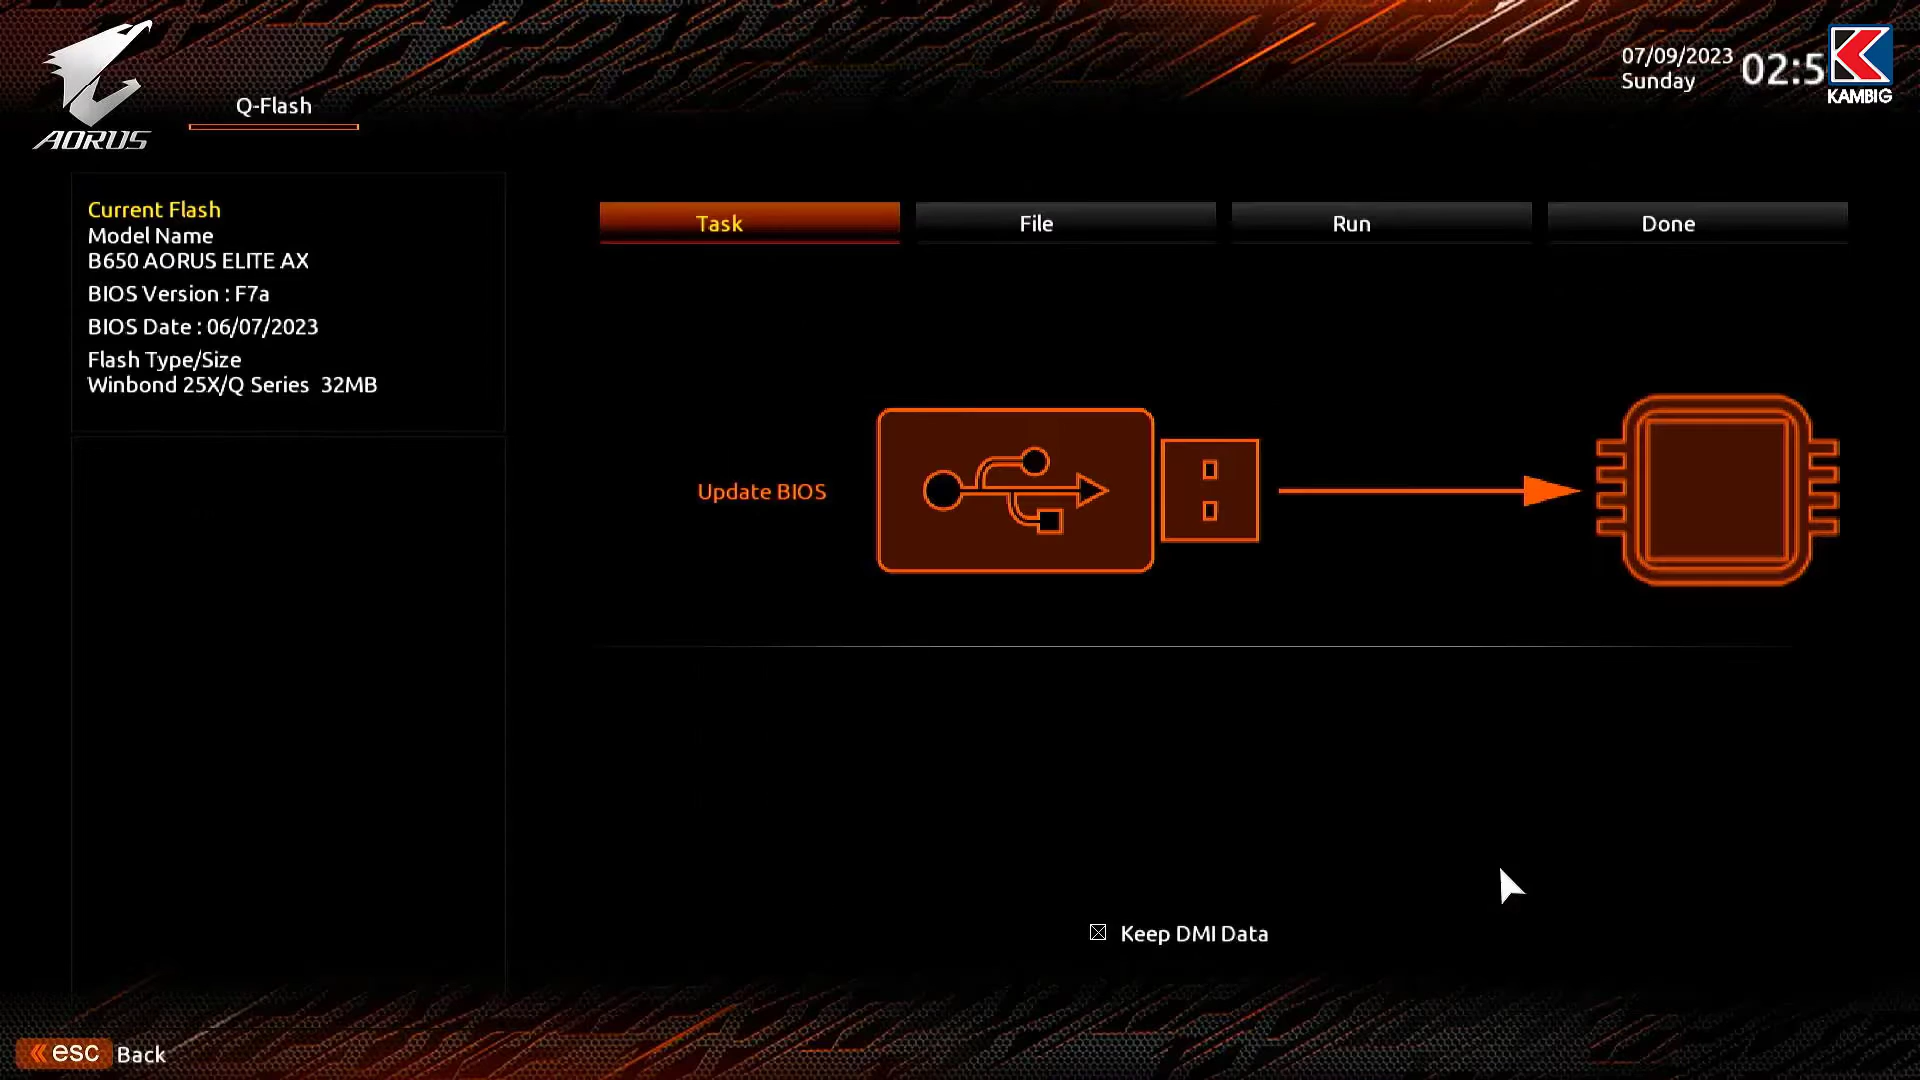 07/09/2023
Sunday
02:5
KAMBIG
Q-Flash
AORUS
Current Flash
Model Name
B650 AORUS ELITE AX
BIOS Version : F7a
BIOS Date : 06/07/2023
Flash Type/Size
Winbond 25X/Q Series  32MB
Task
File
Run
Done
Update BIOS
Keep DMI Data
esc Back